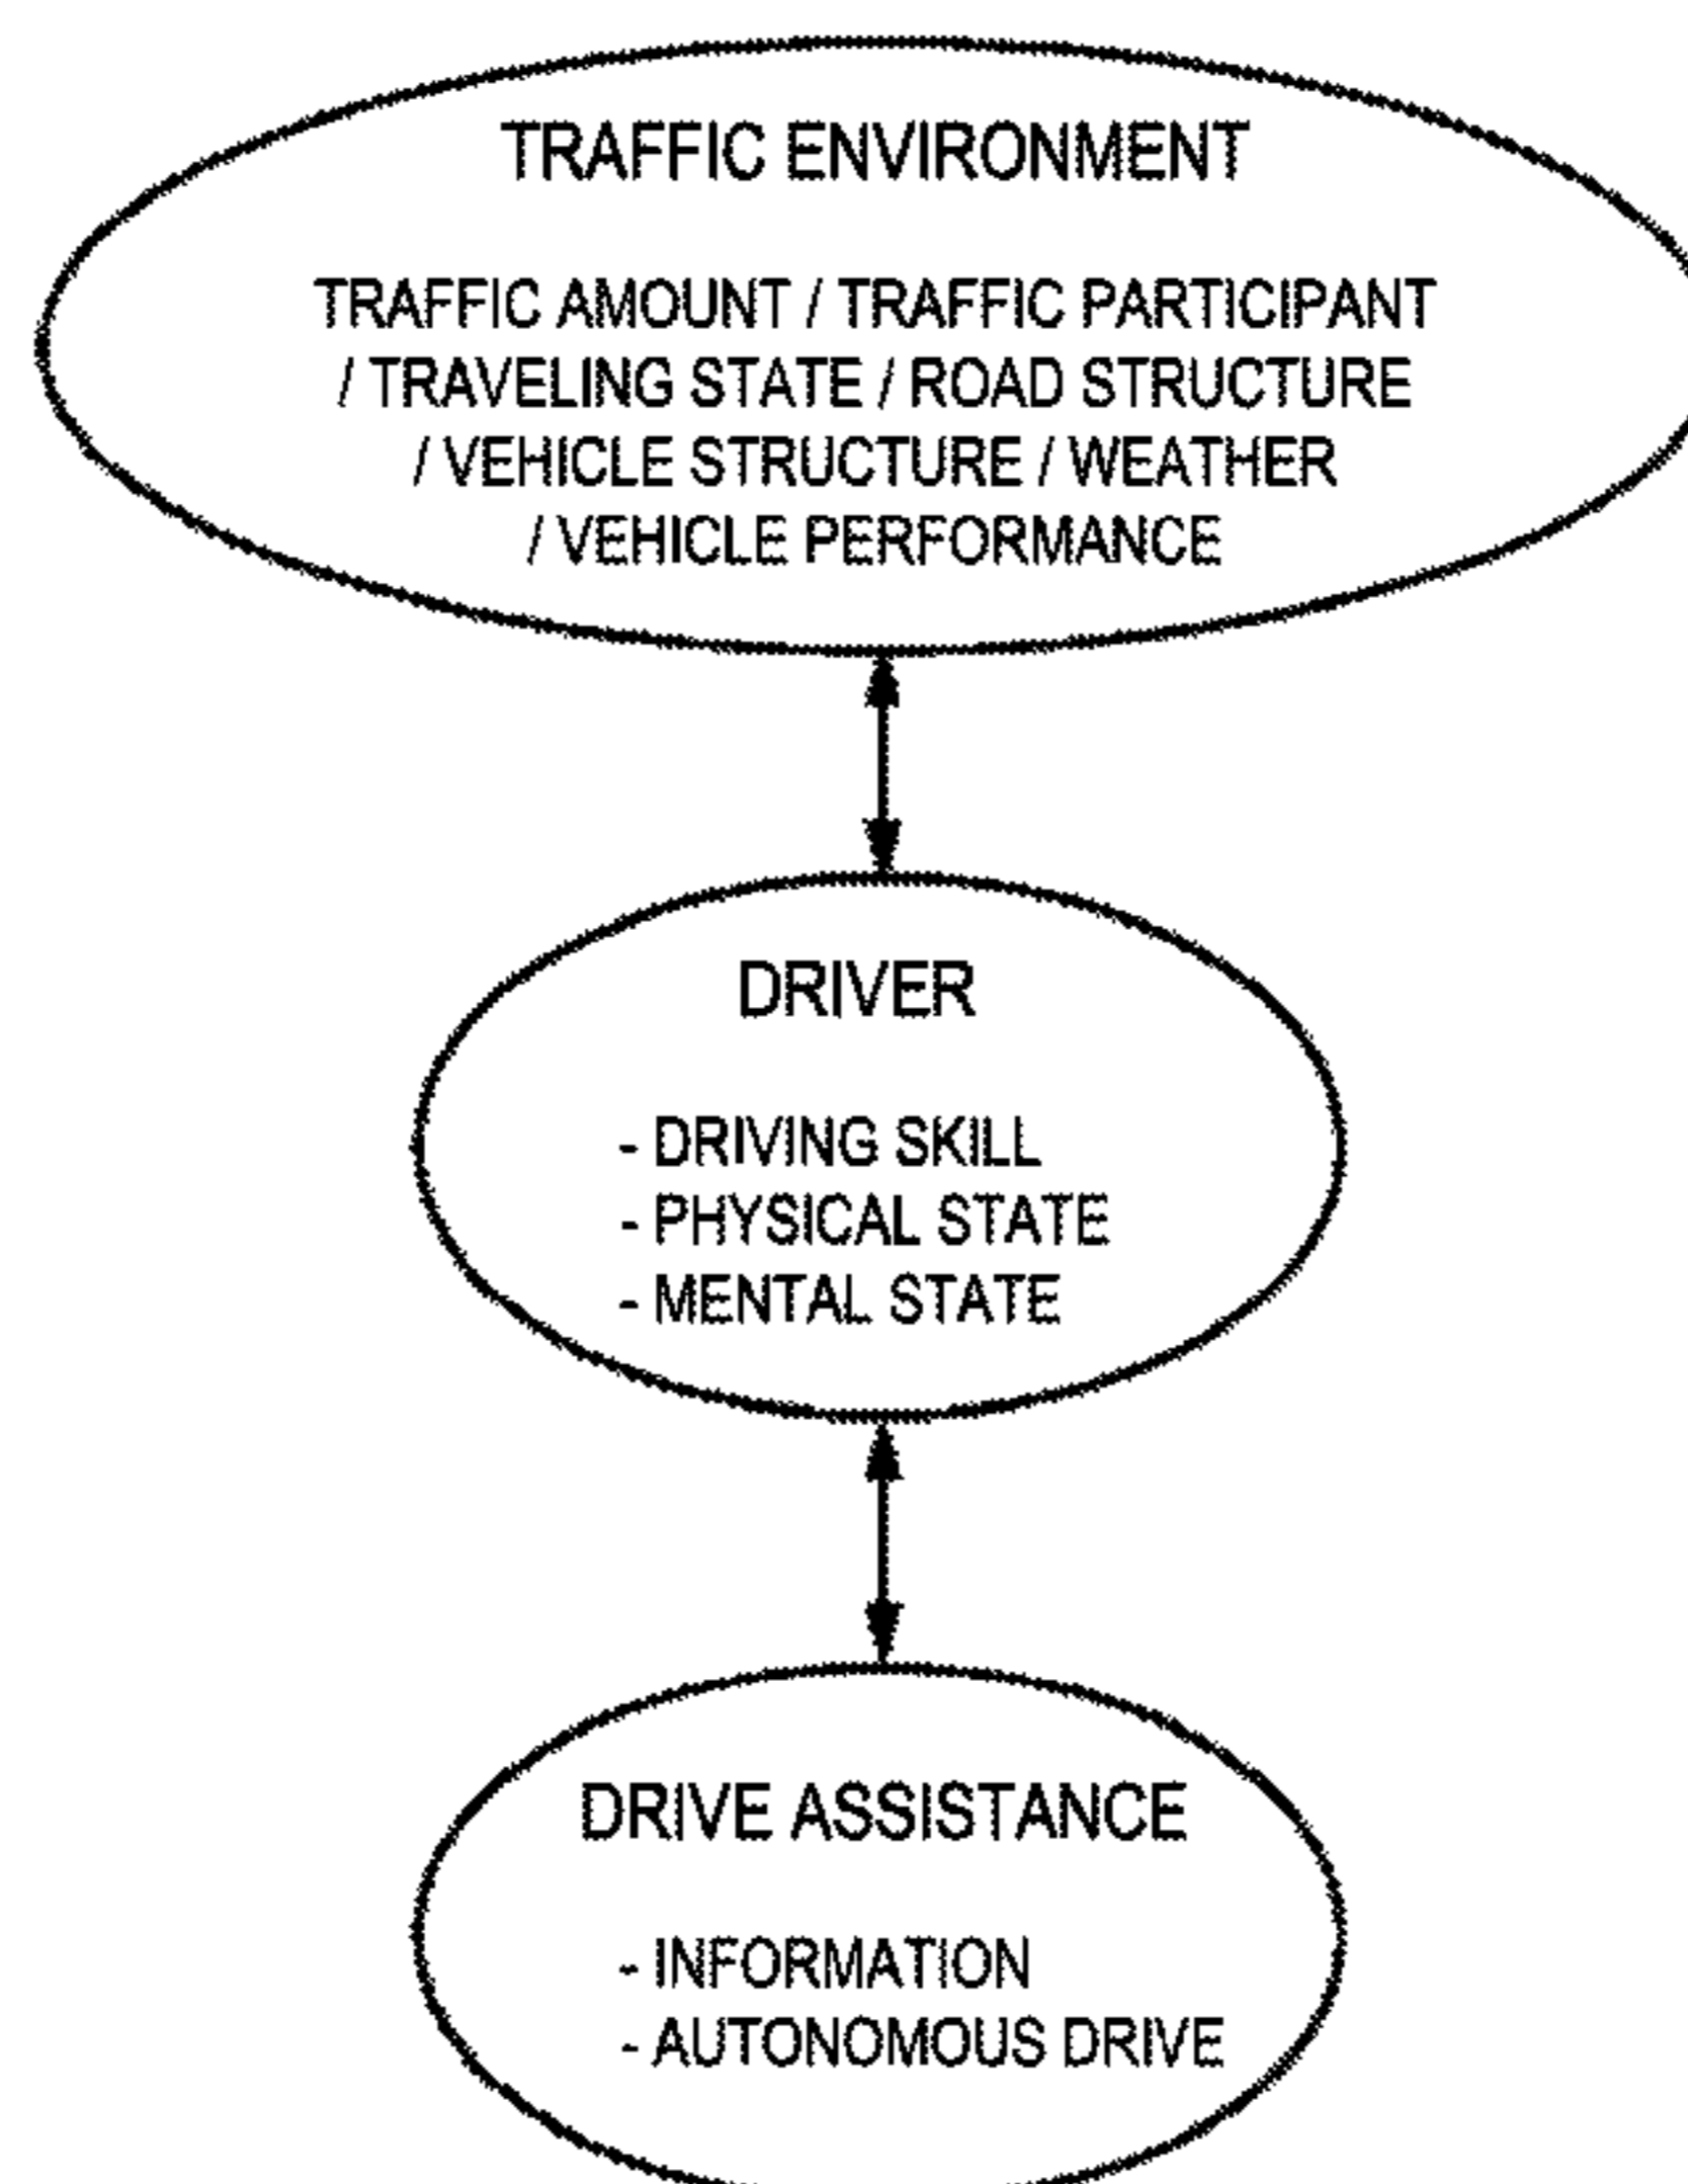 TRAFFIC ENVIRONMENT
TRAFFIC AMOUNT / TRAFFIC PARTICIPANT
/ TRAVELING STATE / ROAD STRUCTURE
/ VEHICLE STRUCTURE / WEATHER
/ VEHICLE PERFORMANCE
DRIVER
- DRIVING SKILL
- PHYSICAL STATE
- MENTAL STATE
DRIVE ASSISTANCE
- INFORMATION
- AUTONOMOUS DRIVE